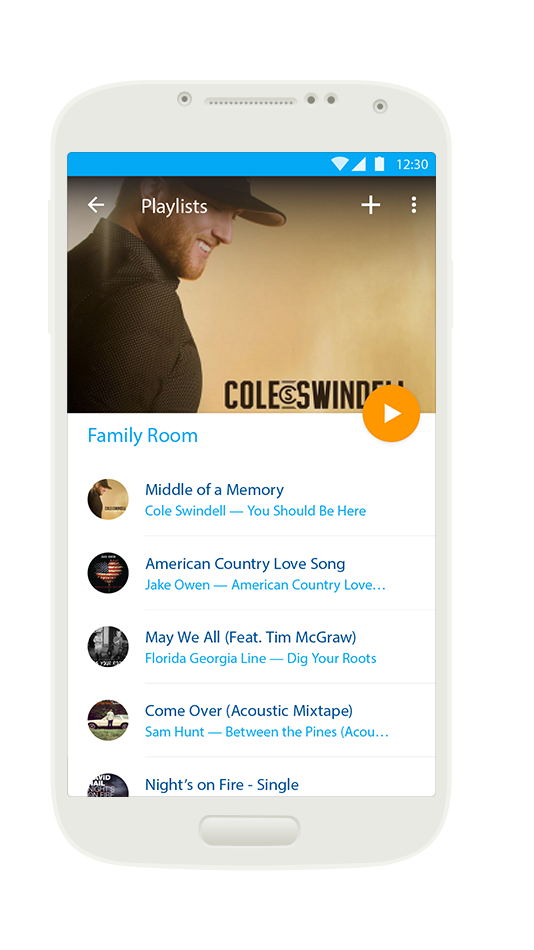 12:30
Playlists
COLE SWINDELL
Family Room
Middle of a Memory
Cole Swindell — You Should Be Here
American Country Love Song
Jake Owen — American Country Love…
May We All (Feat. Tim McGraw)
Florida Georgia Line — Dig Your Roots
Come Over (Acoustic Mixtape)
Sam Hunt — Between the Pines (Acou…
Night’s on Fire - Single